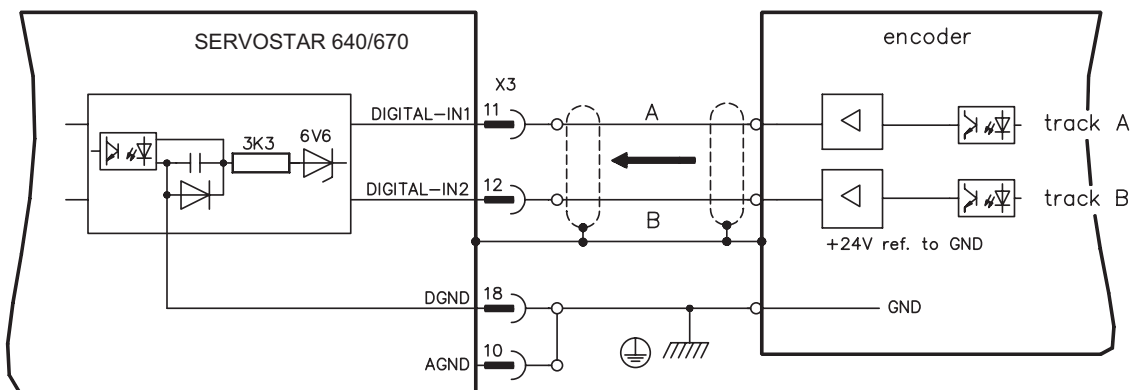 SERVOSTAR 640/670
encoder
X3
DIGITAL-IN1
11
A
track A
3K3
6V6
DIGITAL-IN2
12
B
track B
+24V ref. to GND
DGND
18
GND
AGND
10